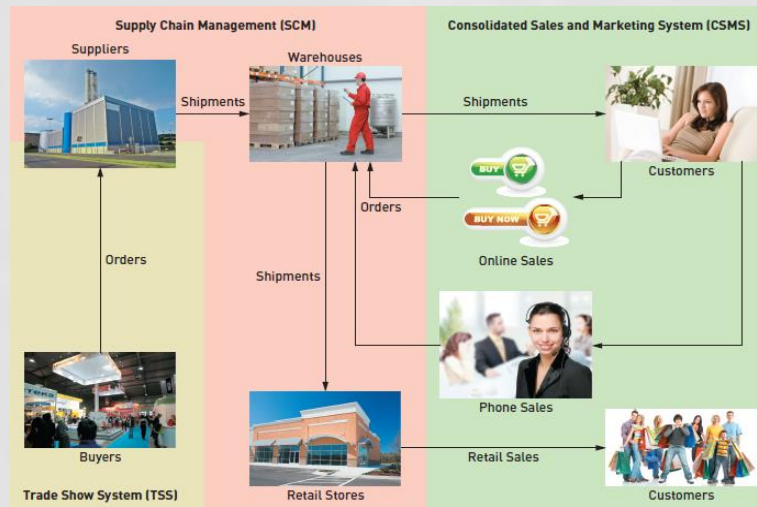 Supply Chain Management (SCM)
Consolidated Sales and Marketing System (CSMS)
Suppliers
Warehouses
Shipments
Shipments
Customers
BUY
Orders
BUY NOW
Online Sales
Orders
Shipments
Phone Sales
Buyers
Retail Sales
Trade Show System (TSS)
Retail Stores
Customers